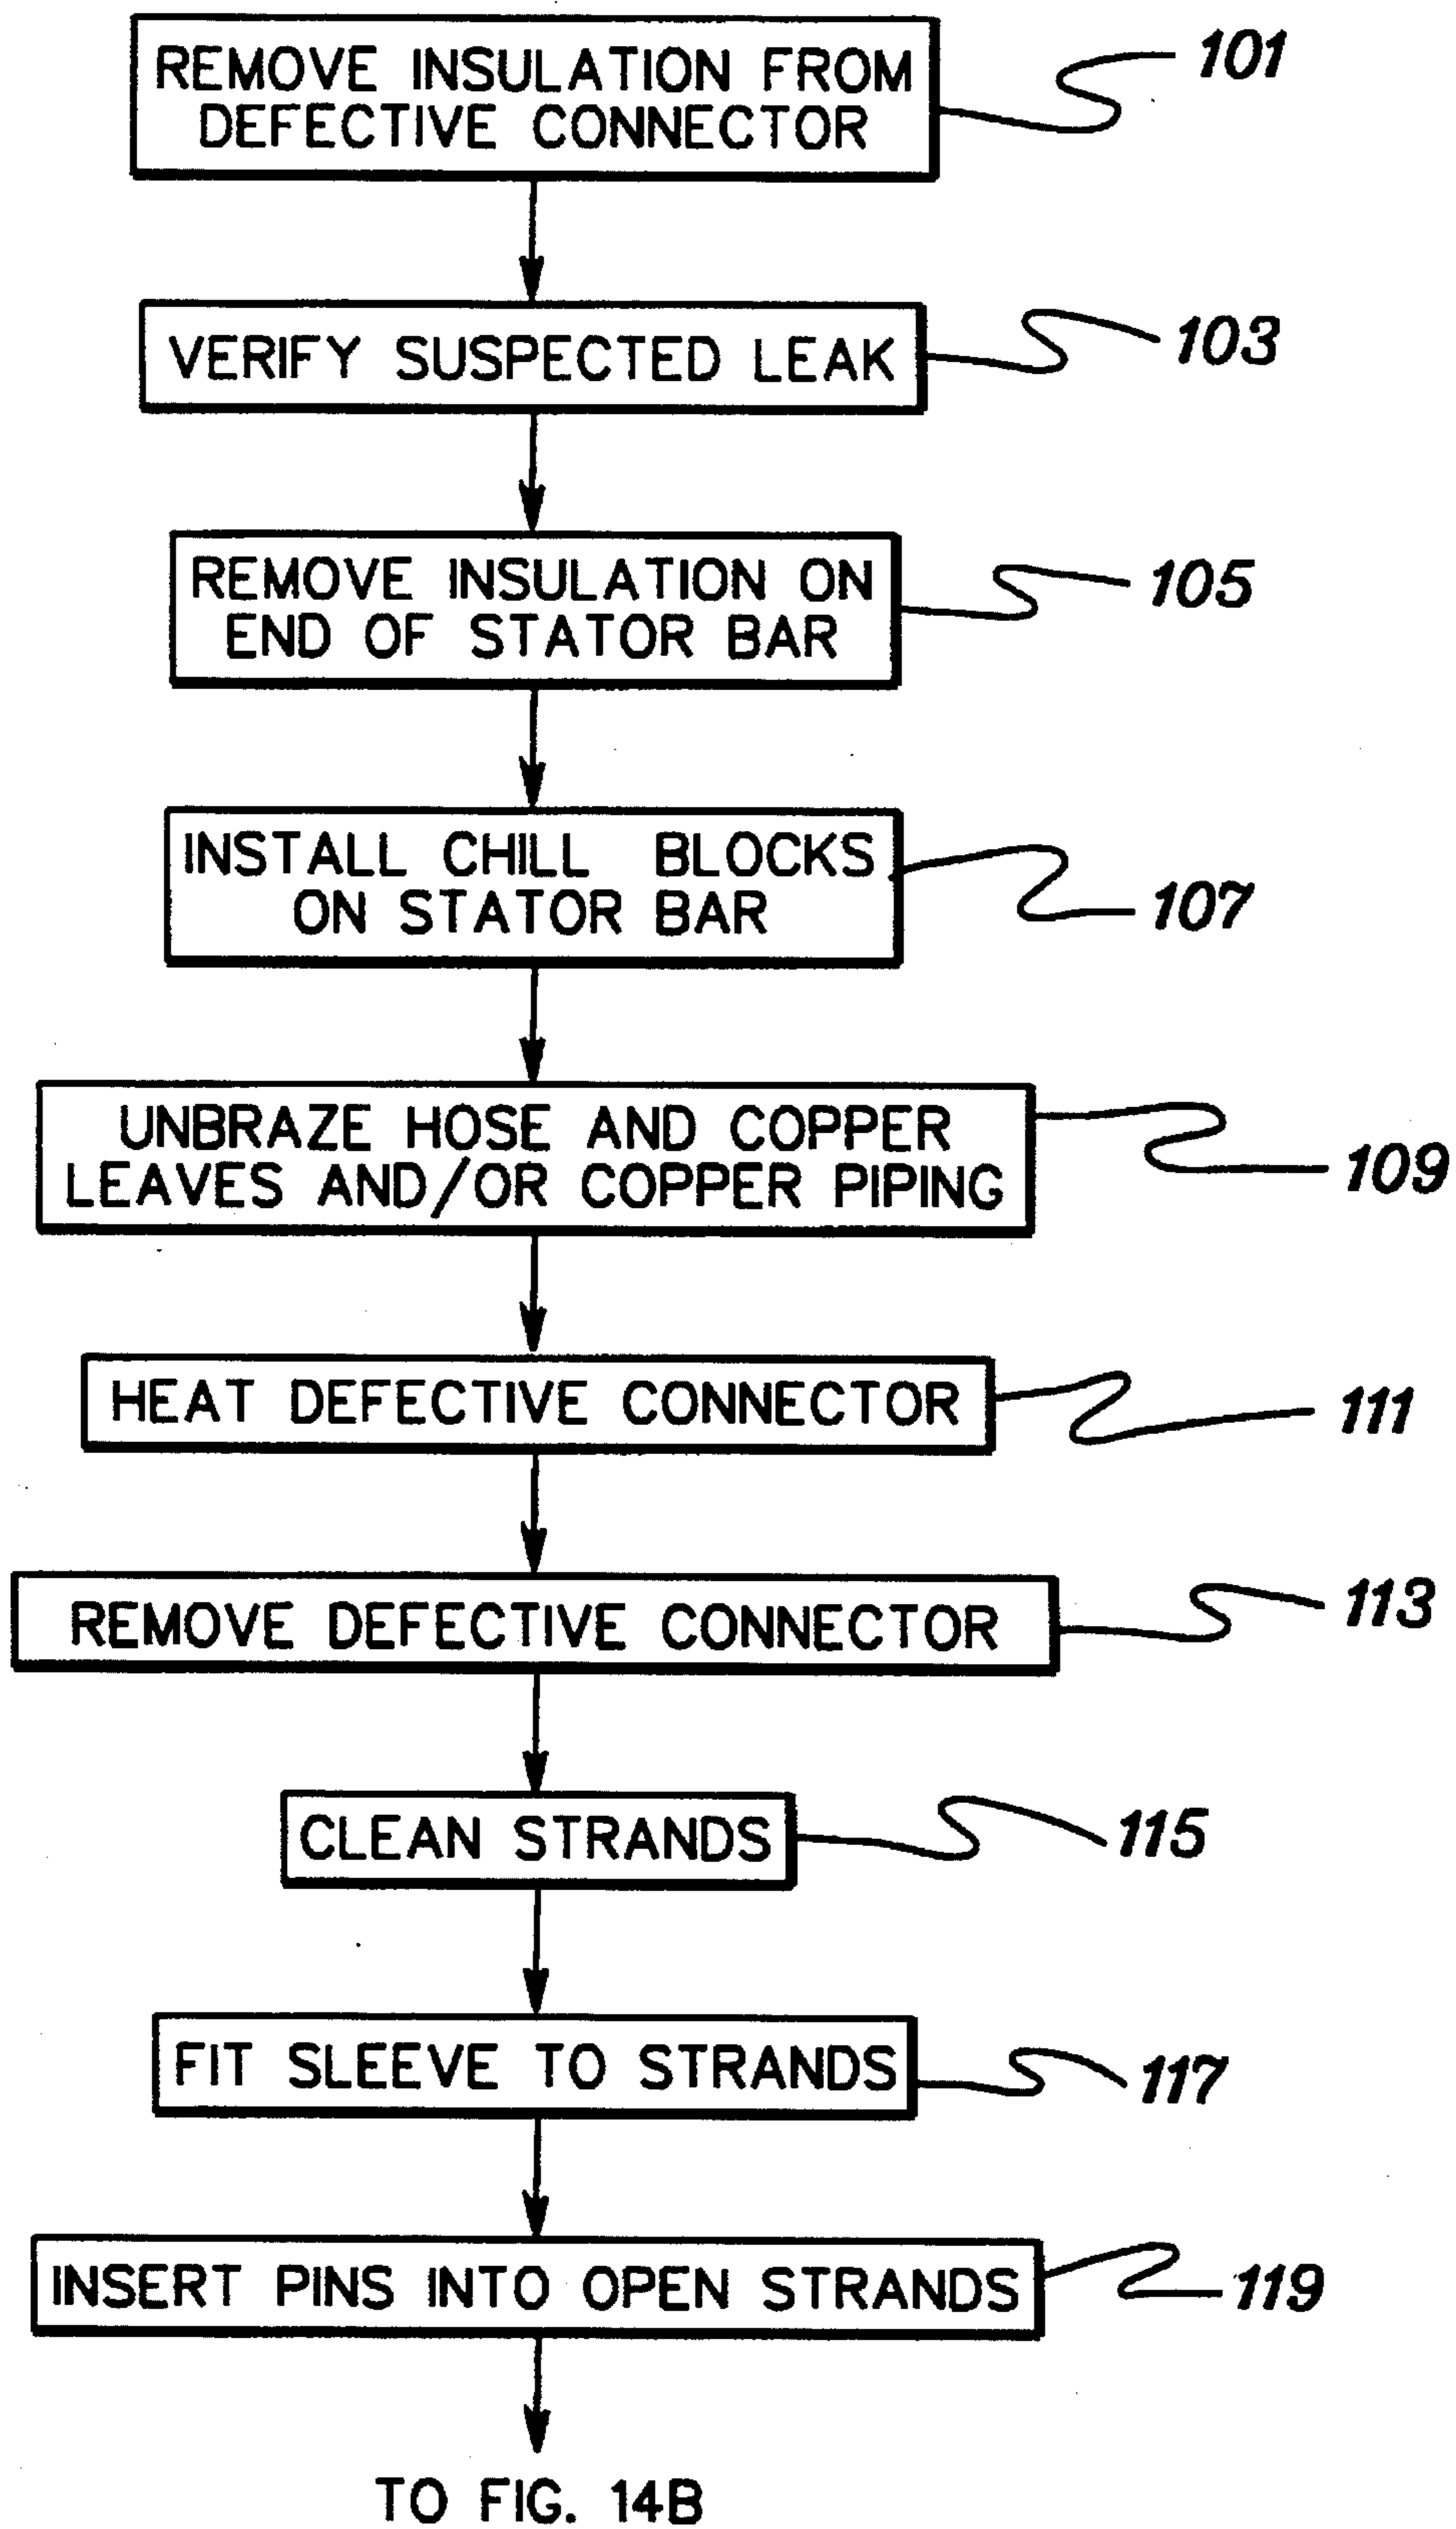 REMOVE INSULATION FROM
DEFECTIVE CONNECTOR
101
VERIFY SUSPECTED LEAK
103
REMOVE INSULATION ON
END OF STATOR BAR
105
INSTALL CHILL BLOCKS
ON STATOR BAR
107
UNBRAZE HOSE AND COPPER
LEAVES AND/OR COPPER PIPING
109
HEAT DEFECTIVE CONNECTOR
111
REMOVE DEFECTIVE CONNECTOR
113
CLEAN STRANDS
115
FIT SLEEVE TO STRANDS
117
INSERT PINS INTO OPEN STRANDS
119
TO FIG. 14B